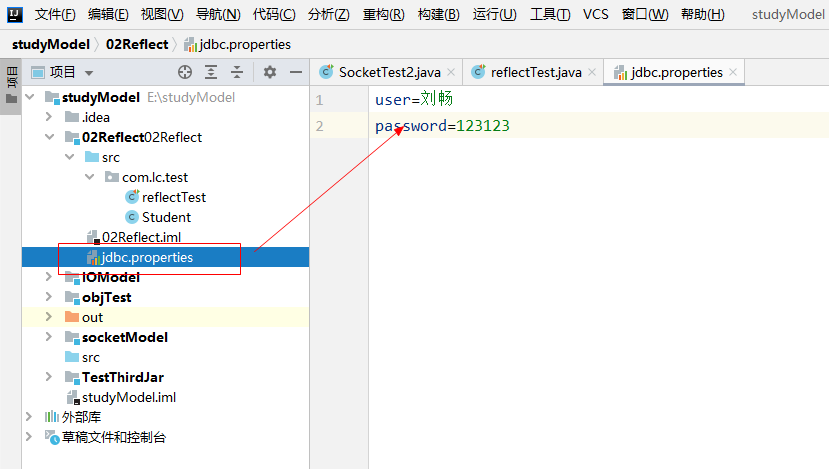 文件(F) 编辑(E) 视图(V) 导航(N) 代码(C) 分析(Z) 重构(R) 构建(B) 运行(U) 工具(T) VCS 窗口(W) 帮助(H) studyModel
studyModel 02Reflect jdbc.properties
项目
项目
SocketTest2.java reflectTest.java jdbc.properties
studyModel E:\studyModel
.idea
02Reflect02Reflect
src
com.lc.test
reflectTest
Student
02Reflect.iml
jdbc.properties
IOModel
objTest
out
socketModel
src
TestThirdJar
studyModel.iml
外部库
草稿文件和控制台
1 user=刘畅
2 password=123123